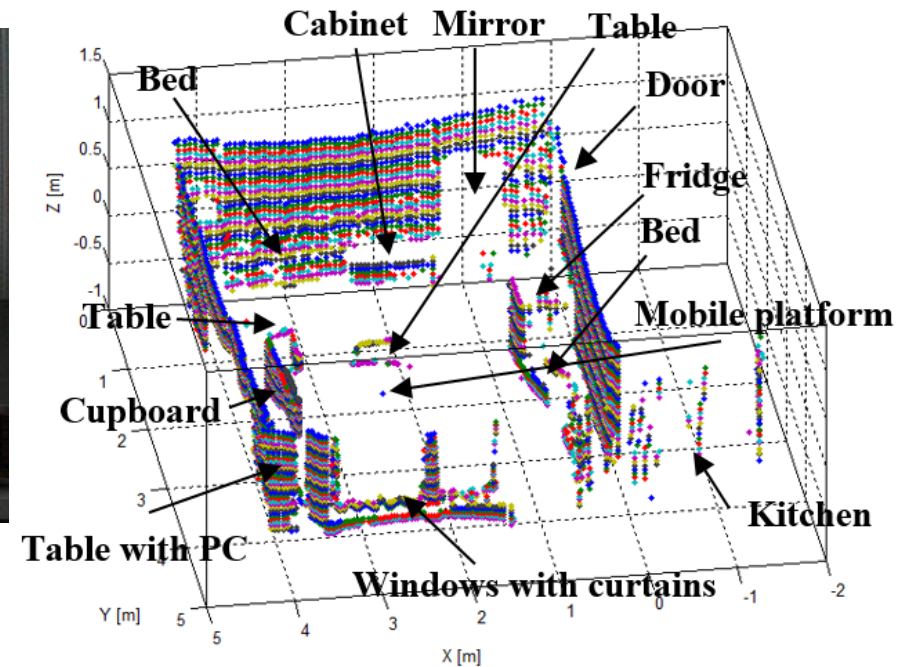 Cabinet Mirror Table
Bed
Door
Fridge
Bed
Table
Mobile platform
Cupboard
Table with PC
Kitchen
Windows with curtains
1.5
1
0.5
0
-0.5
-1
Z [m]
0
1
2
3
4
5
Y [m]
5
4
3
2
1
0
-1
-2
X [m]